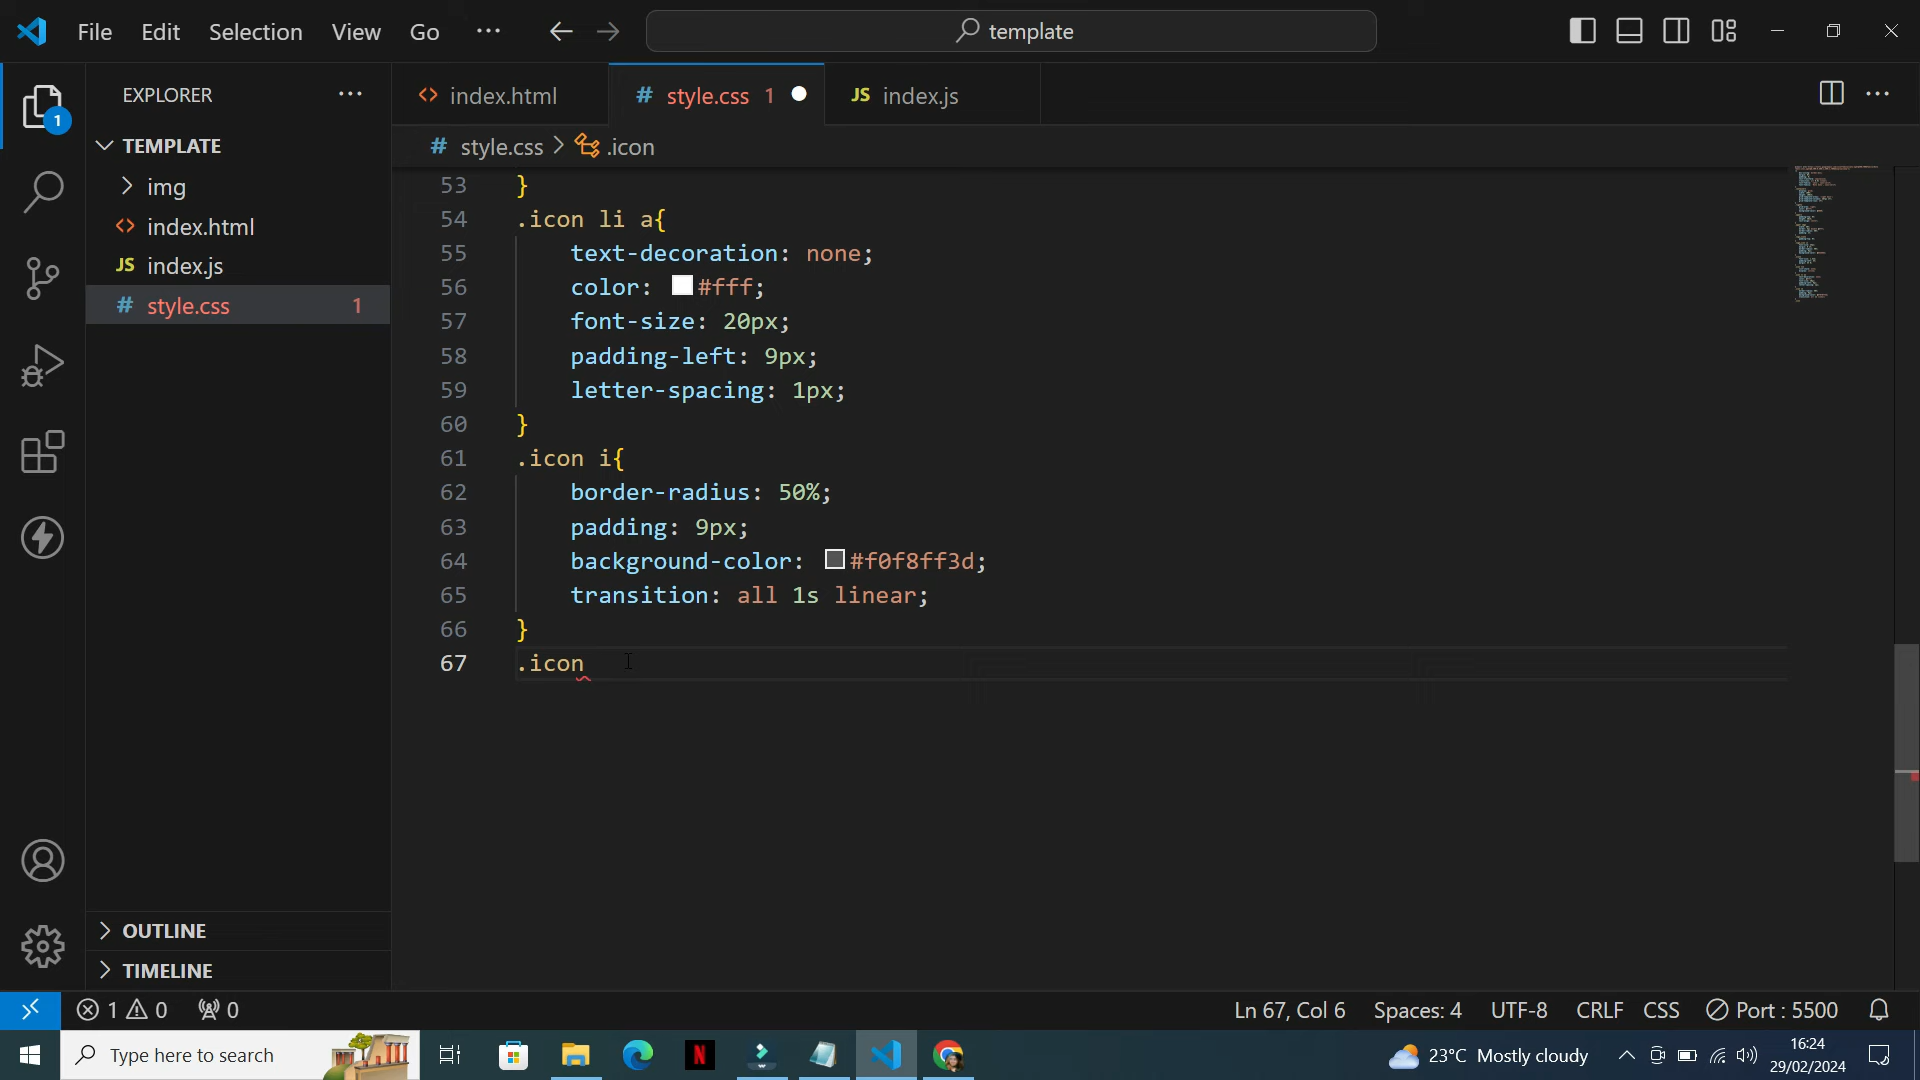 File Edit Selection View Go ··· template
EXPLORER ···
index.html
# style.css 1
JS index.js
···
TEMPLATE
# style.css > .icon
img
index.html
JS index.js
# style.css 1
53 }
54 .icon li a{
55 text-decoration: none;
56 color: #fff;
57 font-size: 20px;
58 padding-left: 9px;
59 letter-spacing: 1px;
60 }
61 .icon i{
62 border-radius: 50%;
63 padding: 9px;
64 background-color: #f0f8ff3d;
65 transition: all 1s linear;
66 }
67 .icon
1
OUTLINE
TIMELINE
1 0 0 Ln 67, Col 6 Spaces: 4 UTF-8 CRLF CSS Port : 5500
Type here to search
N
23°C Mostly cloudy
16:24
29/02/2024